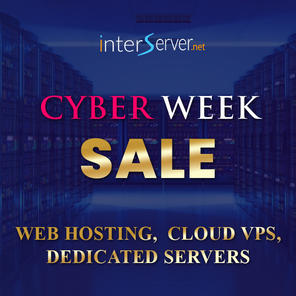 interServer.net
CYBER WEEK
SALE
WEB HOSTING, CLOUD VPS,
DEDICATED SERVERS